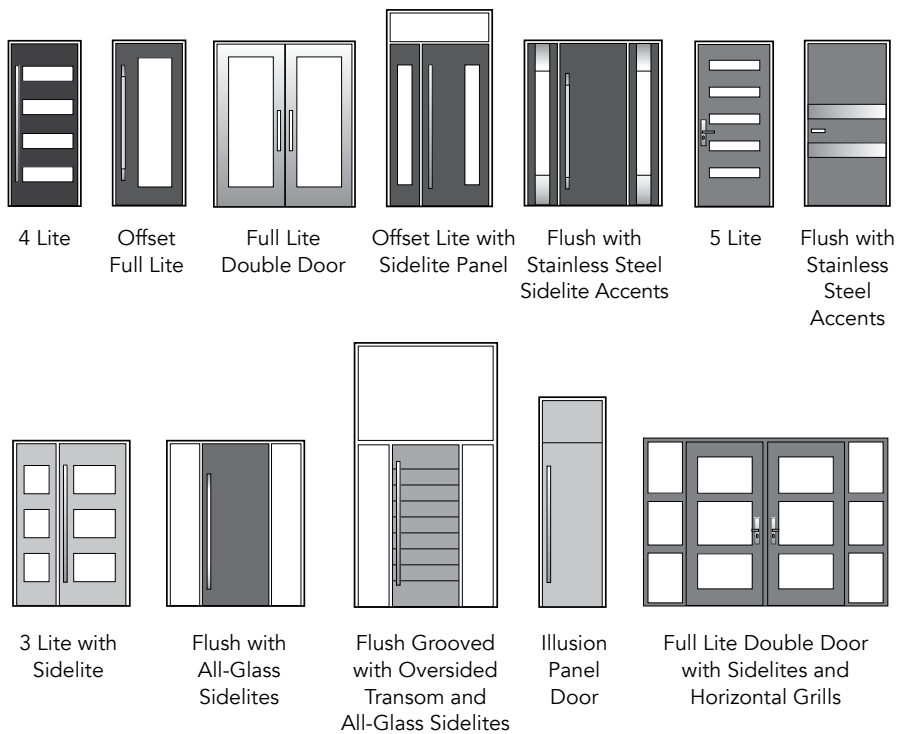 4 Lite
Offset
Full Lite
Full Lite
Double Door
Offset Lite with
Sidelite Panel
Flush with
Stainless Steel
Sidelite Accents
5 Lite
Flush with
Stainless
Steel
Accents
3 Lite with
Sidelite
Flush with
All-Glass
Sidelites
Flush Grooved
with Oversided
Transom and
All-Glass Sidelites
Illusion
Panel
Door
Full Lite Double Door
with Sidelites and
Horizontal Grills